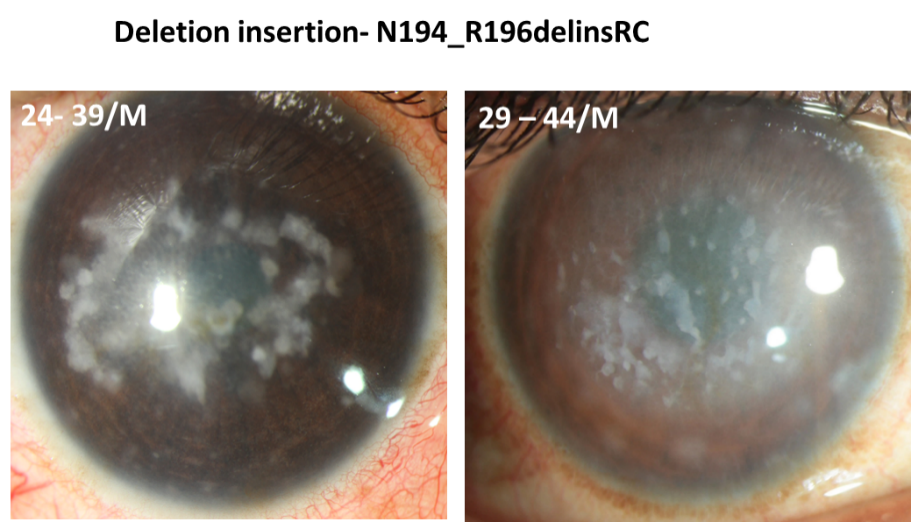 Deletion insertion- N194_R196delinsRC
24- 39/M
29 – 44/M